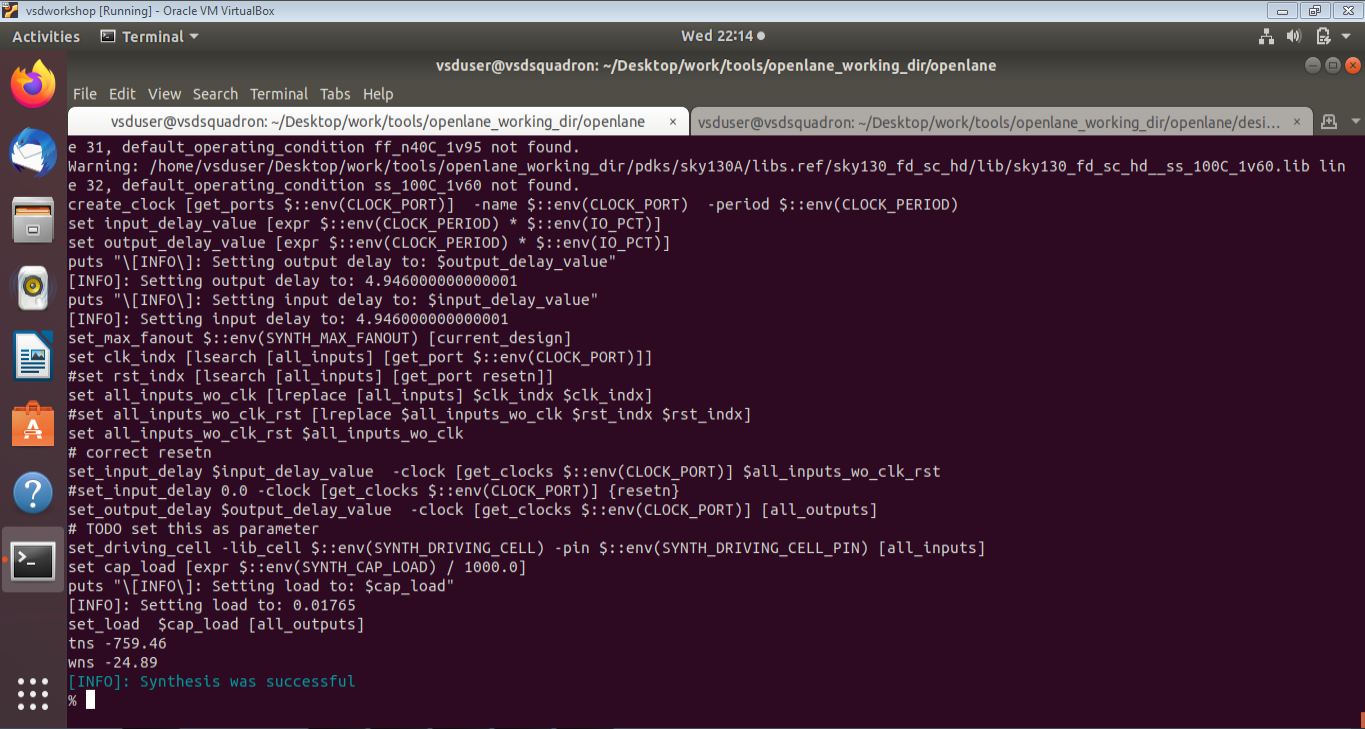 vsdworkshop [Running] - Oracle VM VirtualBox
Activities Terminal Wed 22:14
vsduser@vsdsquadron: ~/Desktop/work/tools/openlane_working_dir/openlane
File Edit View Search Terminal Tabs Help
vsduser@vsdsquadron: ~/Desktop/work/tools/openlane_working_dir/openlane × vsduser@vsdsquadron: ~/Desktop/work/tools/openlane_working_dir/openlane/desi... ×
e 31, default_operating_condition ff_n40C_1v95 not found.
Warning: /home/vsduser/Desktop/work/tools/openlane_working_dir/pdks/sky130A/libs.ref/sky130_fd_sc_hd/lib/sky130_fd_sc_hd__ss_100C_1v60.lib lin
e 32, default_operating_condition ss_100C_1v60 not found.
create_clock [get_ports $::env(CLOCK_PORT)]  -name $::env(CLOCK_PORT)  -period $::env(CLOCK_PERIOD)
set input_delay_value [expr $::env(CLOCK_PERIOD) * $::env(IO_PCT)]
set output_delay_value [expr $::env(CLOCK_PERIOD) * $::env(IO_PCT)]
puts "\[INFO\]: Setting output delay to: $output_delay_value"
[INFO]: Setting output delay to: 4.946000000000001
puts "\[INFO\]: Setting input delay to: $input_delay_value"
[INFO]: Setting input delay to: 4.946000000000001
set_max_fanout $::env(SYNTH_MAX_FANOUT) [current_design]
set clk_indx [lsearch [all_inputs] [get_port $::env(CLOCK_PORT)]]
#set rst_indx [lsearch [all_inputs] [get_port resetn]]
set all_inputs_wo_clk [lreplace [all_inputs] $clk_indx $clk_indx]
#set all_inputs_wo_clk_rst [lreplace $all_inputs_wo_clk $rst_indx $rst_indx]
set all_inputs_wo_clk_rst $all_inputs_wo_clk
# correct resetn
set_input_delay $input_delay_value  -clock [get_clocks $::env(CLOCK_PORT)] $all_inputs_wo_clk_rst
#set_input_delay 0.0 -clock [get_clocks $::env(CLOCK_PORT)] {resetn}
set_output_delay $output_delay_value  -clock [get_clocks $::env(CLOCK_PORT)] [all_outputs]
# TODO set this as parameter
set_driving_cell -lib_cell $::env(SYNTH_DRIVING_CELL) -pin $::env(SYNTH_DRIVING_CELL_PIN) [all_inputs]
set cap_load [expr $::env(SYNTH_CAP_LOAD) / 1000.0]
puts "\[INFO\]: Setting load to: $cap_load"
[INFO]: Setting load to: 0.01765
set_load  $cap_load [all_outputs]
tns -759.46
wns -24.89
[INFO]: Synthesis was successful
%